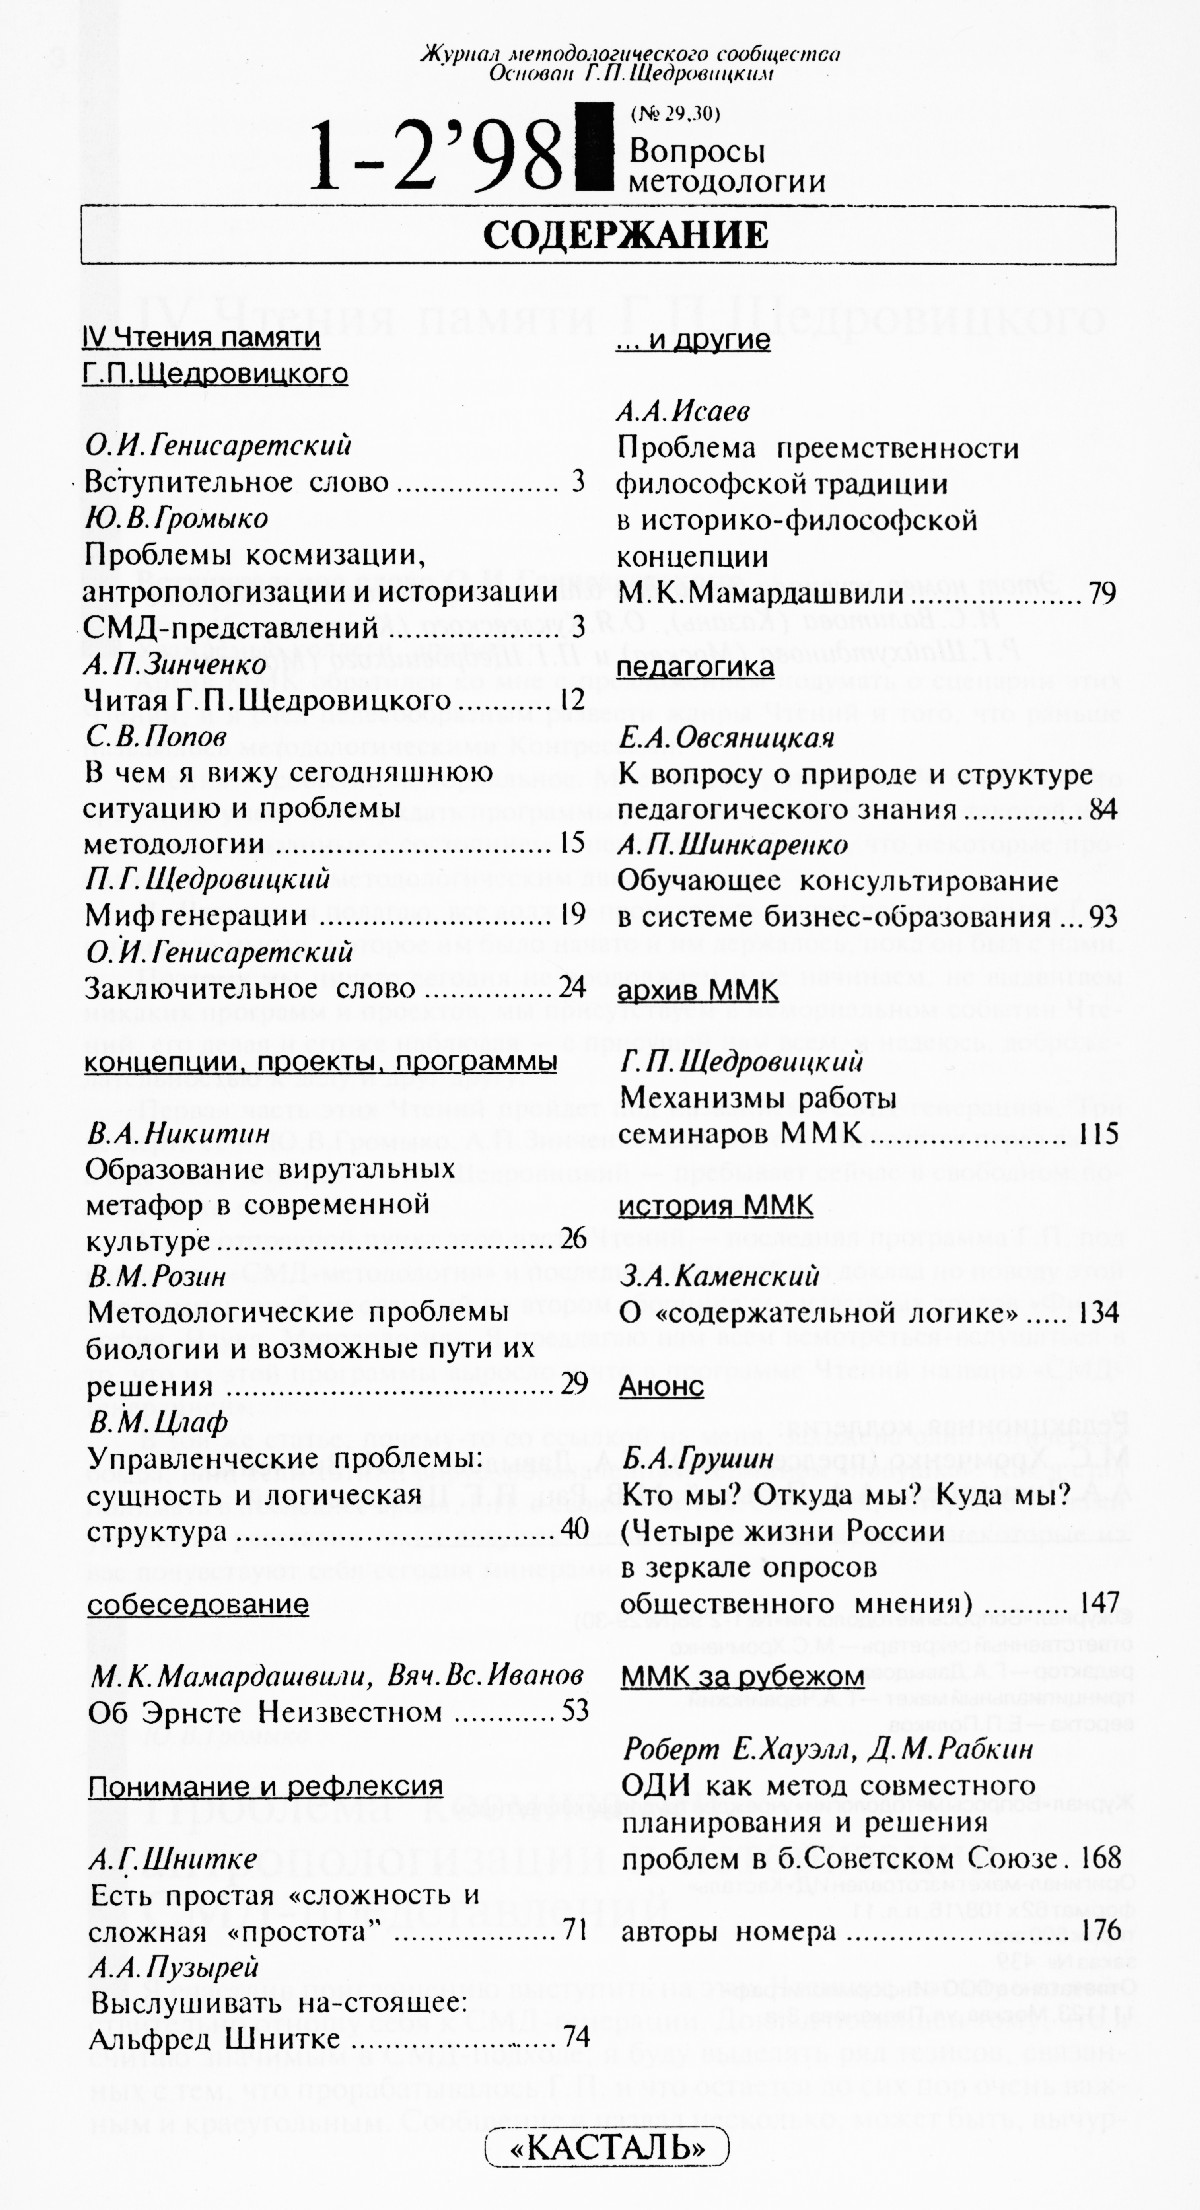 Журнал методологического сообщества
Основан Г.П.Щедровицким
1-2’98
(№ 29,30)
Вопросы
методологии
СОДЕРЖАНИЕ
IV Чтения памяти
Г.П.Щедровицкого
О.И.Генисаретский
Вступительное слово .................. 3
Ю.В.Громыко
Проблемы космизации,
антропологизации и историзации
СМД-представлений ................... 3
А.П.Зинченко
Читая Г.П.Щедровицкого .......... 12
С.В.Попов
В чем я вижу сегодняшнюю
ситуацию и проблемы
методологии .............................. 15
П.Г.Щедровицкий
Миф генерации ......................... 19
О.И.Генисаретский
Заключительное слово .............. 24
концепции, проекты, программы
В.А.Никитин
Образование вирутальных
метафор в современной
культуре ..................................... 26
В.М.Розин
Методологические проблемы
биологии и возможные пути их
решения .................................... 29
В.М.Цлаф
Управленческие проблемы:
сущность и логическая
структура ................................... 40
собеседование
М.К.Мамардашвили, Вяч.Вс.Иванов
Об Эрнсте Неизвестном ........... 53
Понимание и рефлексия
А.Г.Шнитке
Есть простая «сложность и
сложная «простота” .................. 71
А.А.Пузырей
Выслушивать на-стоящее:
Альфред Шнитке ....................... 74
... и другие
А.А.Исаев
Проблема преемственности
философской традиции
в историко-философской
концепции
М.К.Мамардашвили .................... 79
педагогика
Е.А.Овсяницкая
К вопросу о природе и структуре
педагогического знания ............. 84
А.П.Шинкаренко
Обучающее консультирование
в системе бизнес-образования ... 93
архив ММК
Г.П.Щедровицкий
Механизмы работы
семинаров ММК ...................... 115
история ММК
З.А.Каменский
О «содержательной логике» ..... 134
Анонс
Б.А.Грушин
Кто мы? Откуда мы? Куда мы?
(Четыре жизни России
в зеркале опросов
общественного мнения) .......... 147
ММК за рубежом
Роберт Е.Хауэлл, Д.М.Рабкин
ОДИ как метод совместного
планирования и решения
проблем в б.Советском Союзе . 168
авторы номера ......................... 176
«КАСТАЛЬ»